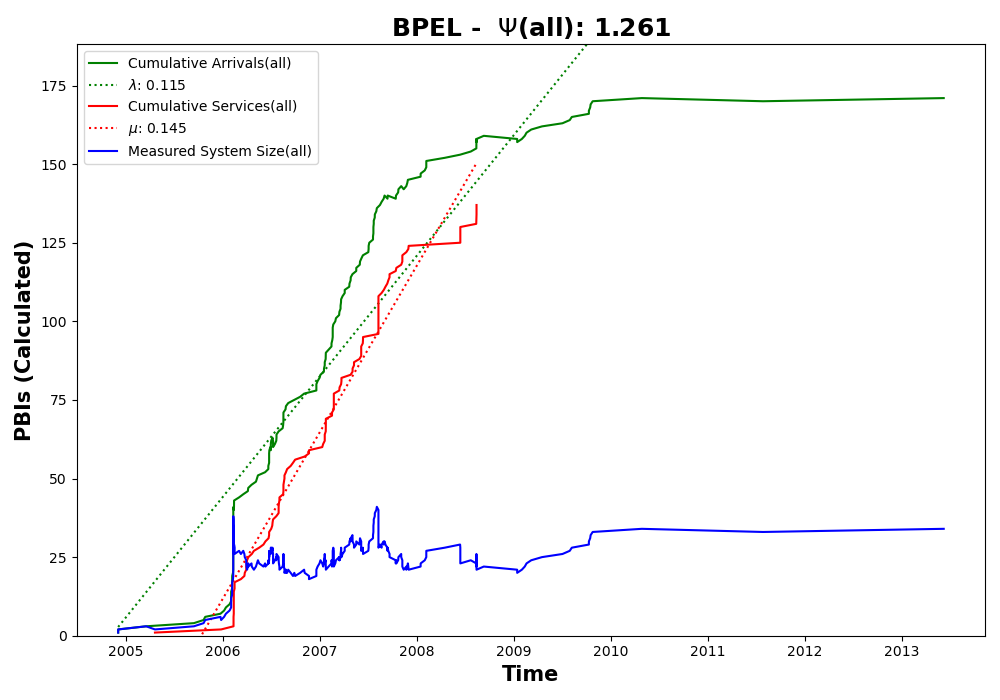 BPEL - Ψ(all): 1.261
Cumulative Arrivals(all)
λ: 0.115
Cumulative Services(all)
μ: 0.145
Measured System Size(all)
PBIs (Calculated)
175
150
125
100
75
50
25
0
2005 2006 2007 2008 2009 2010 2011 2012 2013
Time